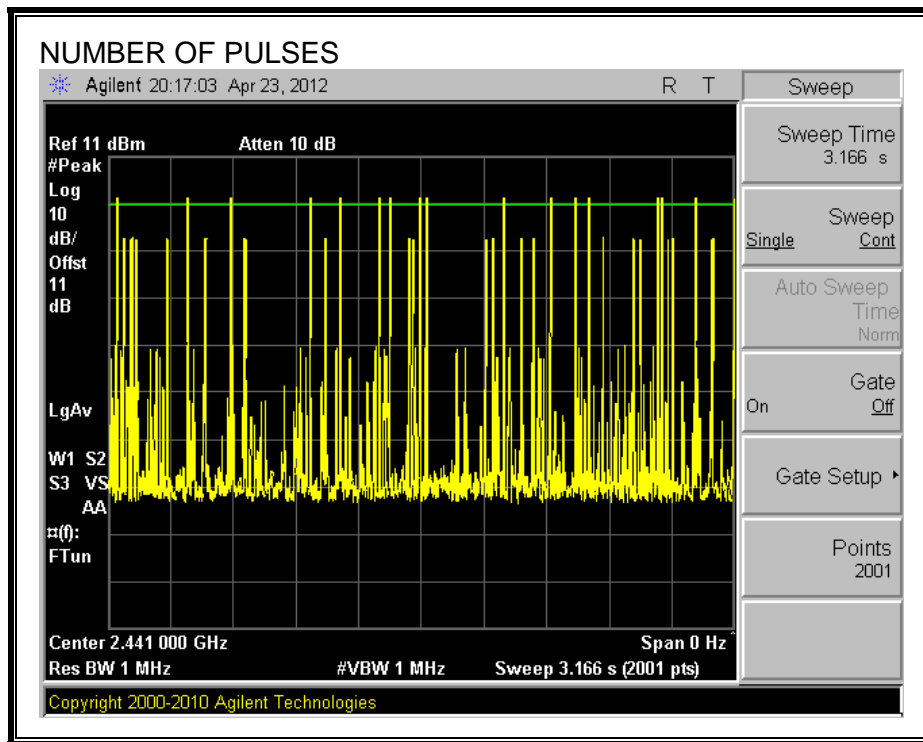 NUMBER OF PULSES
Agilent 20:17:03 Apr 23, 2012 R T
Ref 11 dBm Atten 10 dB
#Peak
Log
10
dB/
Offst
11
dB
LgAv
W1 S2
S3 VS
AA
¤(f):
FTun
Center 2.441 000 GHz Span 0 Hz^
Res BW 1 MHz #VBW 1 MHz Sweep 3.166 s (2001 pts)
Copyright 2000-2010 Agilent Technologies
Sweep
Sweep Time
3.166 s
Sweep
Single Cont
Auto Sweep
Time
Norm
Gate
On Off
Gate Setup
Points
2001